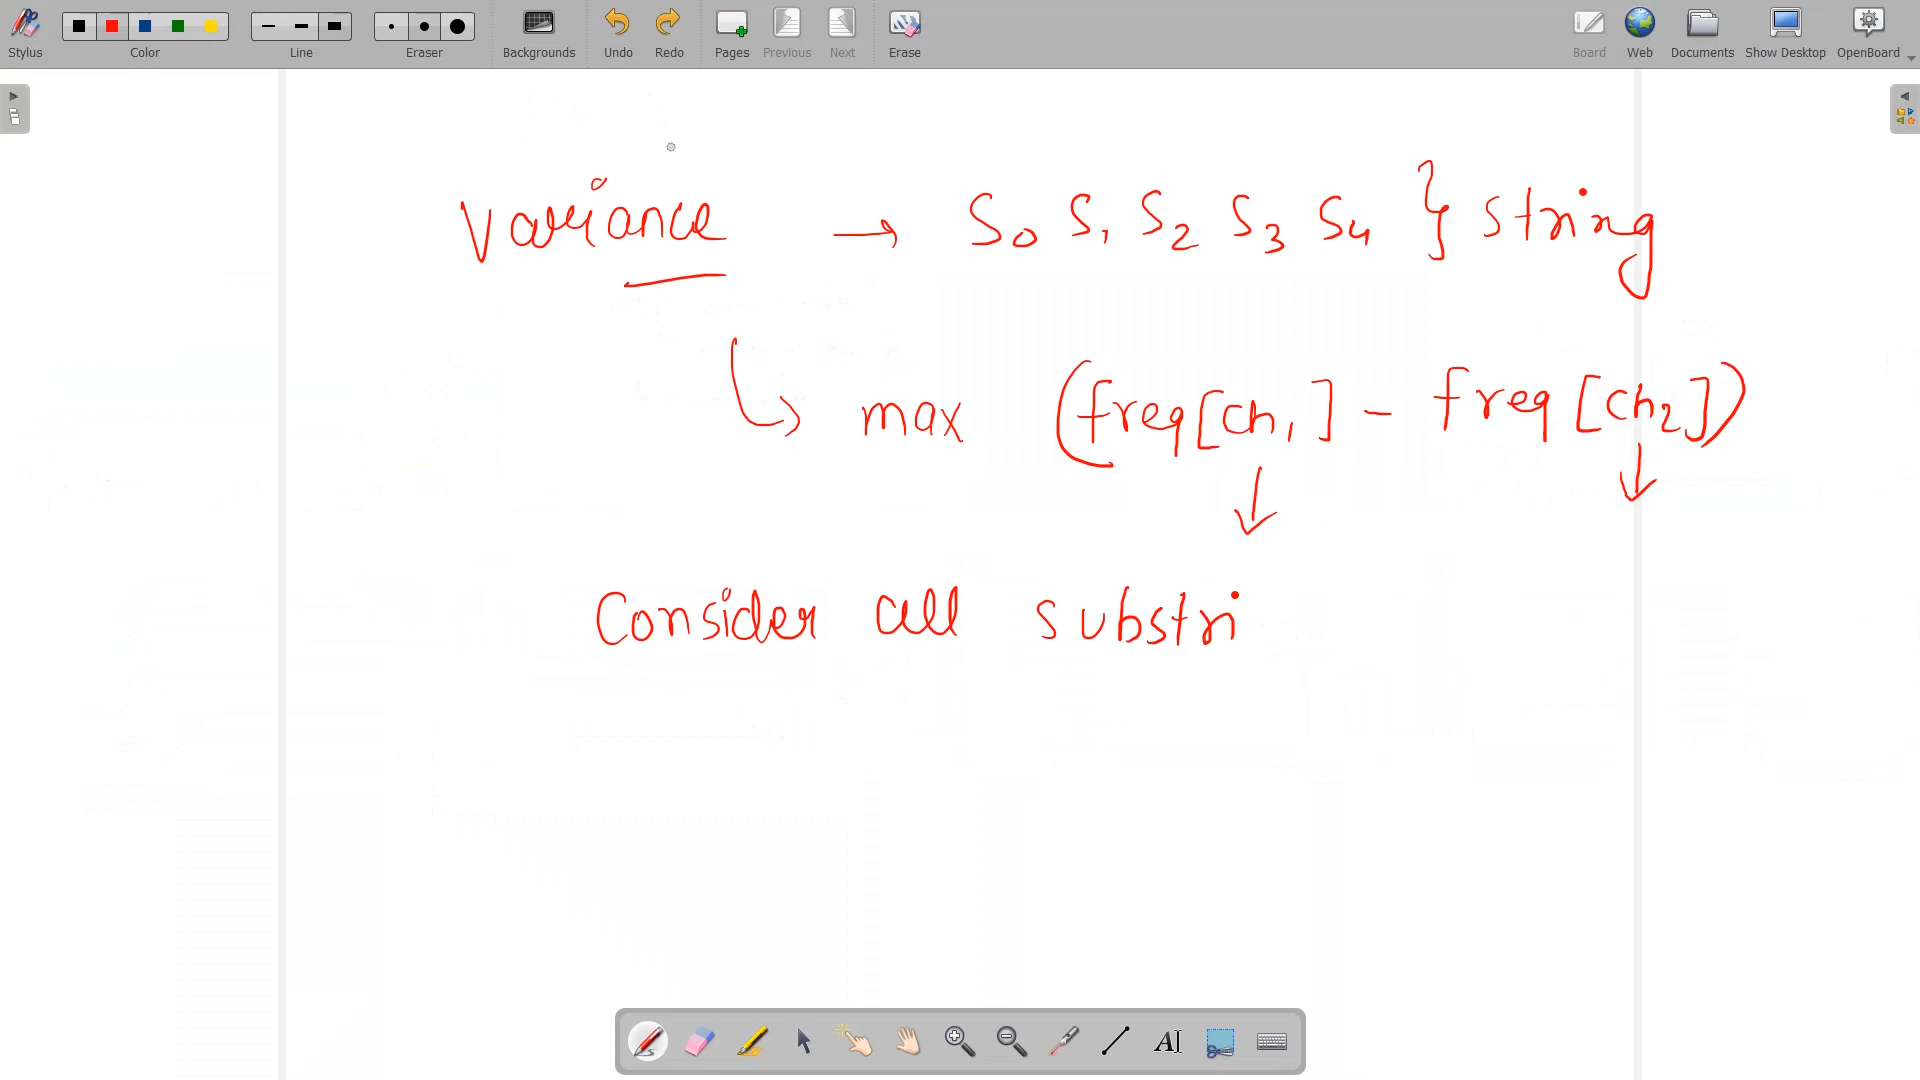 Stylus Color Line Eraser Backgrounds Undo Redo Pages Previous Next Erase Board Web Documents Show Desktop OpenBoard
Variance → S0 S1 S2 S3 S4 } string
max (freq[ch1] - freq[ch2])
Consider all substri